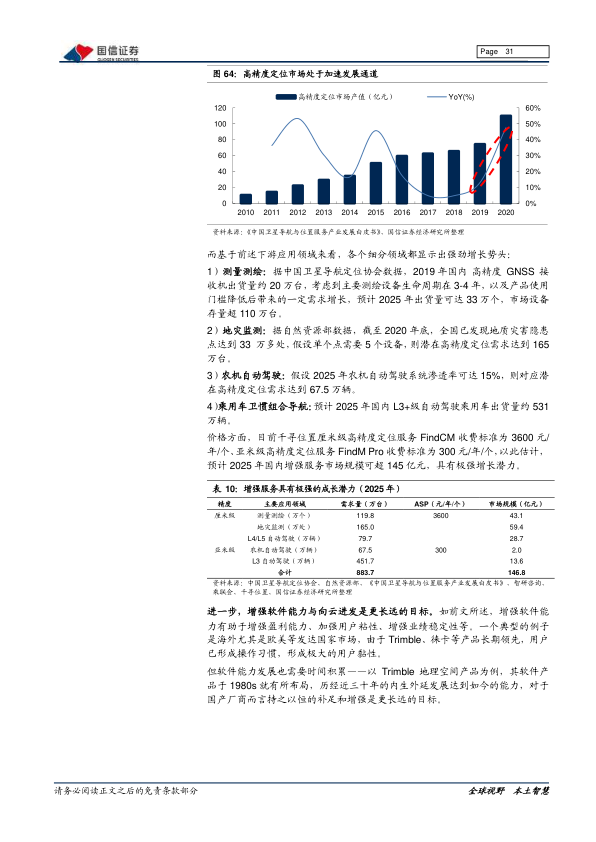 国信证券
GUOSEN SECURITIES
Page 31
图 64：高精度定位市场处于加速发展通道
高精度定位市场产值（亿元） YoY(%)
120 60%
100 50%
80 40%
60 30%
40 20%
20 10%
0 0%
2010 2011 2012 2013 2014 2015 2016 2017 2018 2019 2020
资料来源：《中国卫星导航与位置服务产业发展白皮书》、国信证券经济研究所整理
而基于前述下游应用领域来看，各个细分领域都显示出强劲增长势头：
1）测量测绘：据中国卫星导航定位协会数据，2019 年国内 高精度 GNSS 接
收机出货量约 20 万台，考虑到主要测绘设备生命周期在 3-4 年，以及产品使用
门槛降低后带来的一定需求增长，预计 2025 年出货量可达 33 万个，市场设备
存量超 110 万台。
2）地灾监测：据自然资源部数据，截至 2020 年底，全国已发现地质灾害隐患
点达到 33 万多处，假设单个点需要 5 个设备，则潜在高精度定位需求达到 165
万台。
3）农机自动驾驶：假设 2025 年农机自动驾驶系统渗透率可达 15%，则对应潜
在高精度定位需求达到 67.5 万辆。
4）乘用车卫惯组合导航：预计 2025 年国内 L3+级自动驾驶乘用车出货量约 531
万辆。
价格方面，目前千寻位置厘米级高精度定位服务 FindCM 收费标准为 3600 元/
年/个、亚米级高精度定位服务 FindM Pro 收费标准为 300 元/年/个，以此估计，
预计 2025 年国内增强服务市场规模可超 145 亿元，具有极强增长潜力。
表 10：增强服务具有极强的成长潜力（2025 年）
精度 主要应用领域 需求量（万台） ASP（元/年/个） 市场规模（亿元）
厘米级 测量测绘（万个） 119.8 3600 43.1
地灾监测（万处） 165.0 59.4
L4/L5 自动驾驶（万辆） 79.7 28.7
亚米级 农机自动驾驶（万辆） 67.5 300 2.0
L3 自动驾驶（万辆） 451.7 13.6
合计 883.7 146.8
资料来源：中国卫星导航定位协会、自然资源部、《中国卫星导航与位置服务产业发展白皮书》、智研咨询、
乘联会、千寻位置、国信证券经济研究所整理
进一步，增强软件能力与向云进发是更长远的目标。如前文所述，增强软件能
力有助于增强盈利能力、加强用户粘性、增强业绩稳定性等。一个典型的例子
是海外尤其是欧美等发达国家市场，由于 Trimble、徕卡等产品长期领先，用户
已形成操作习惯，形成极大的用户黏性。
但软件能力发展也需要时间积累——以 Trimble 地理空间产品为例，其软件产
品于 1980s 就有所布局，历经近三十年的内生外延发展达到如今的能力，对于
国产厂商而言持之以恒的补足和增强是更长远的目标。
请务必阅读正文之后的免责条款部分 全球视野 本土智慧